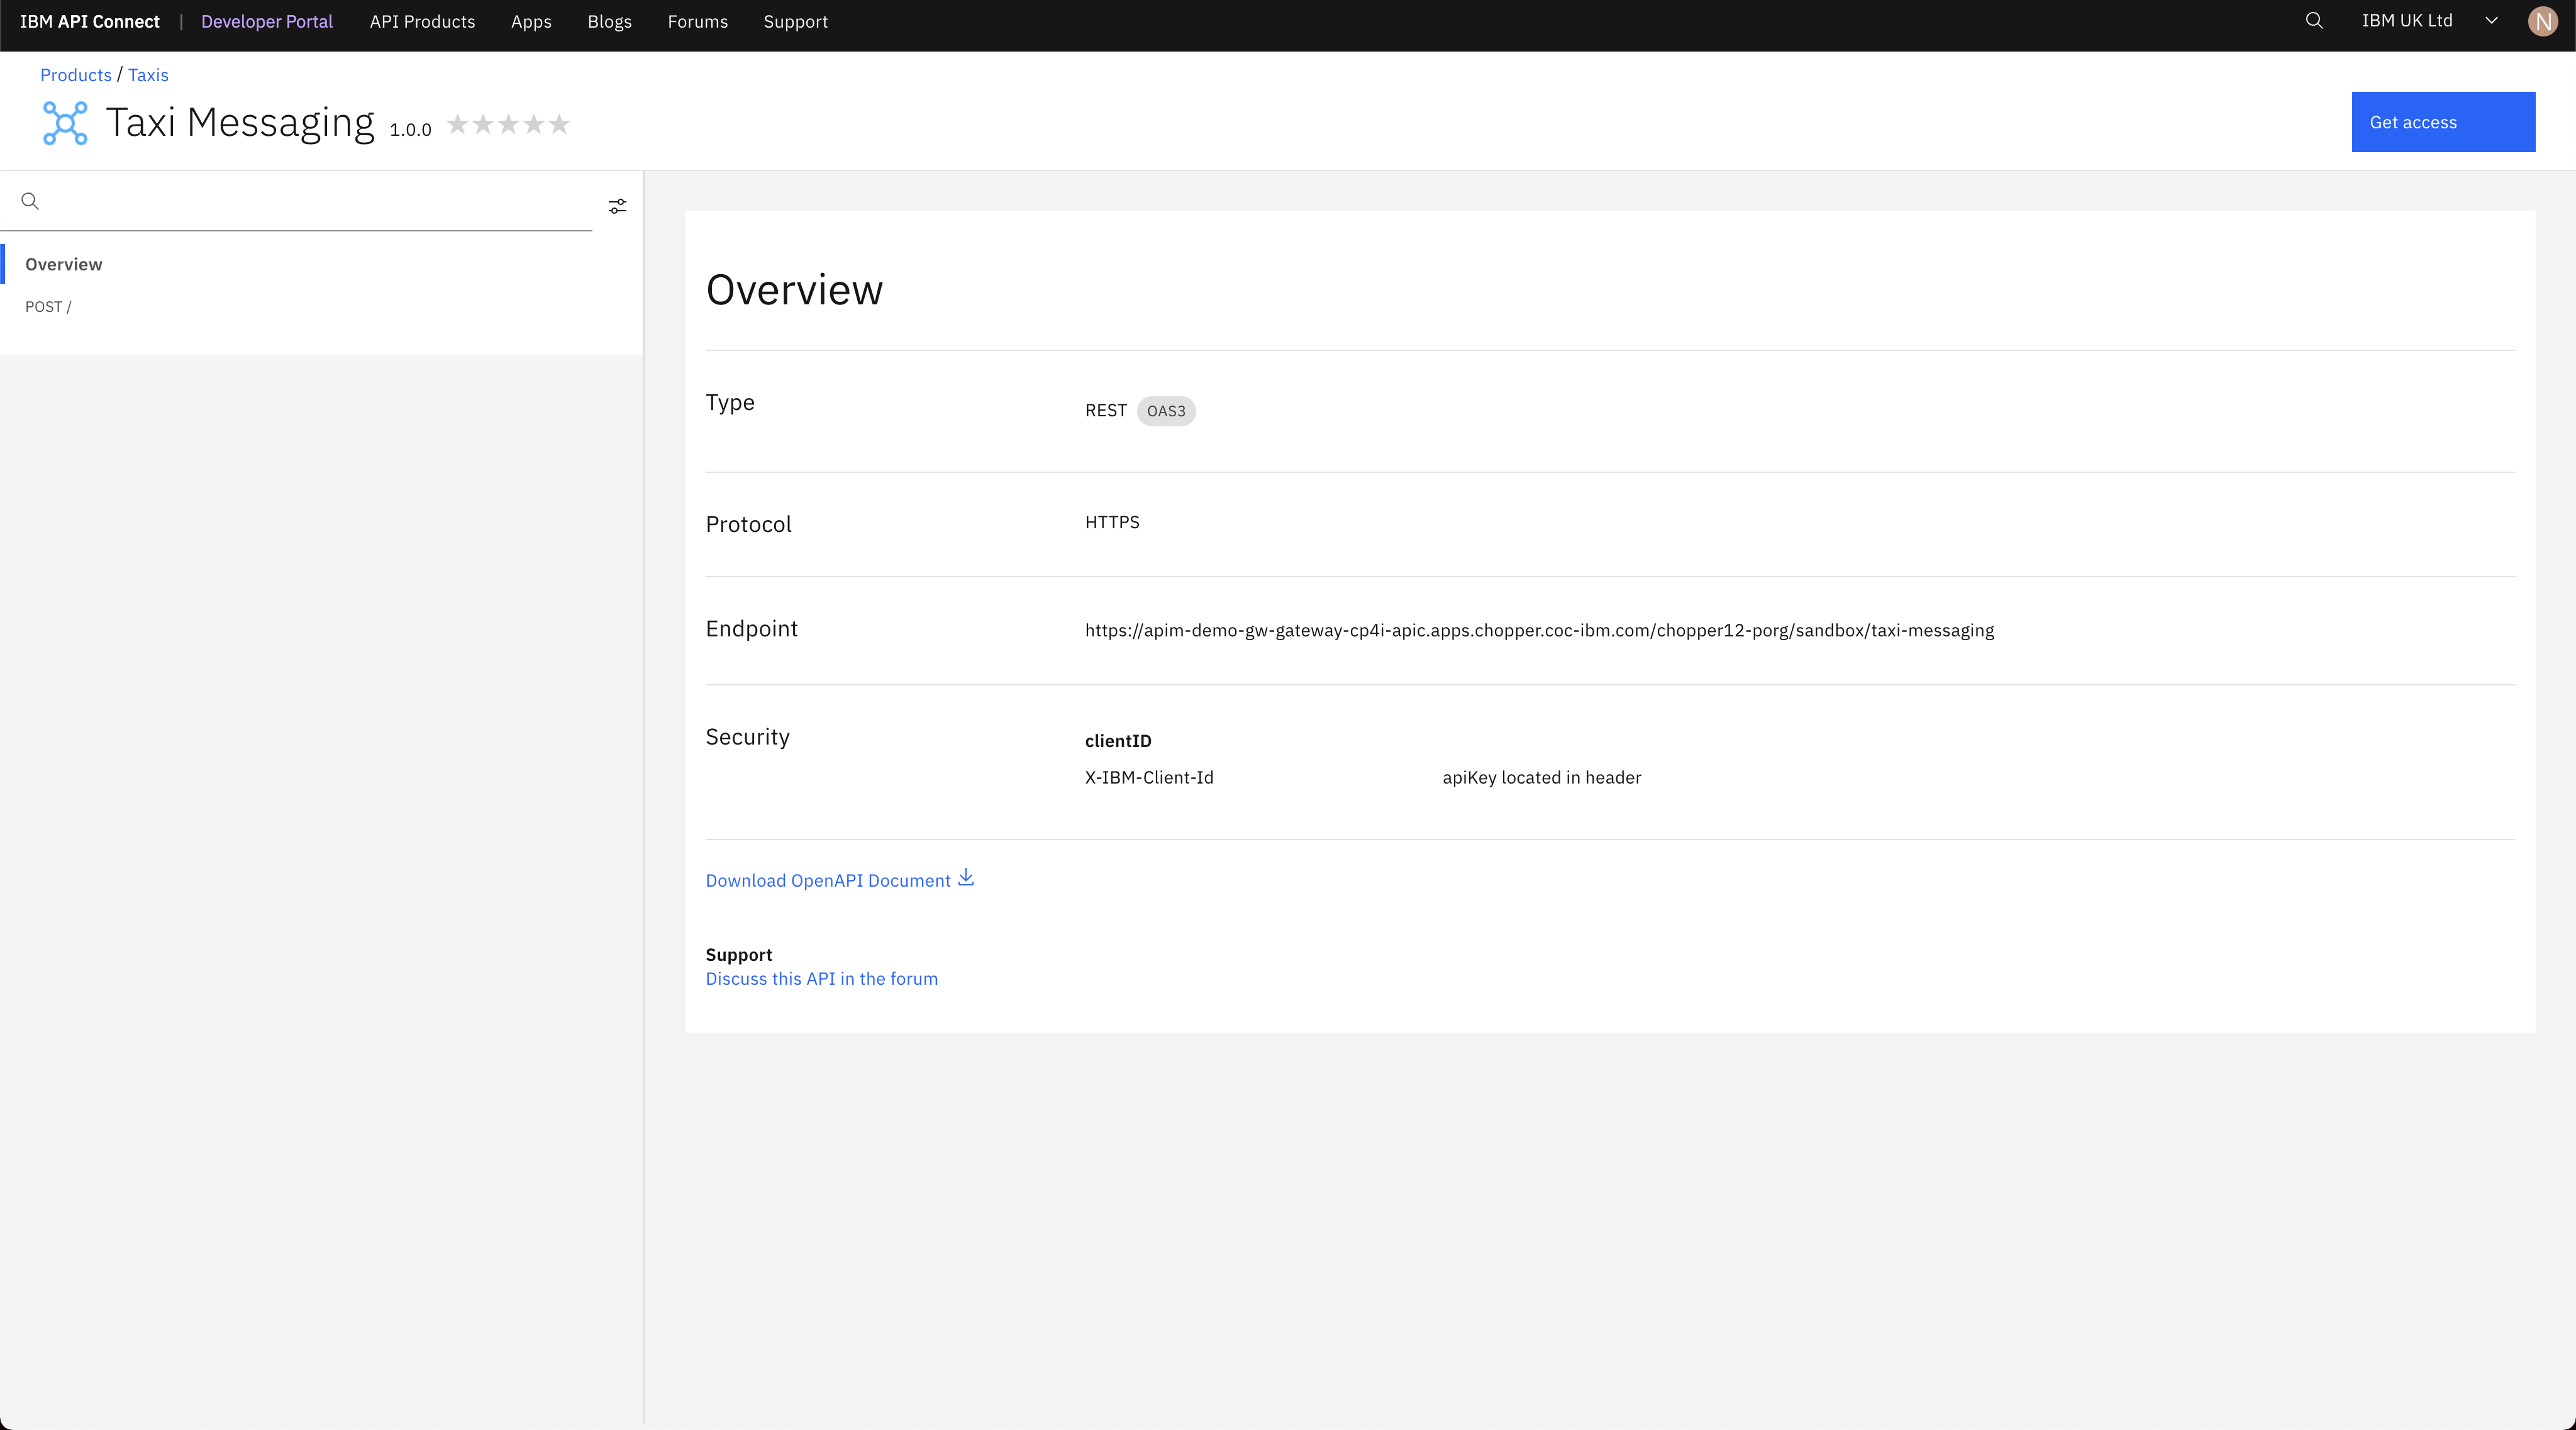 IBM API Connect | Developer Portal API Products Apps Blogs Forums Support IBM UK Ltd N
Products / Taxis
Taxi Messaging 1.0.0
Get access
Overview
POST /
Overview
Type REST OAS3
Protocol HTTPS
Endpoint https://apim-demo-gw-gateway-cp4i-apic.apps.chopper.coc-ibm.com/chopper12-porg/sandbox/taxi-messaging
Security clientID
X-IBM-Client-Id apiKey located in header
Download OpenAPI Document
Support
Discuss this API in the forum